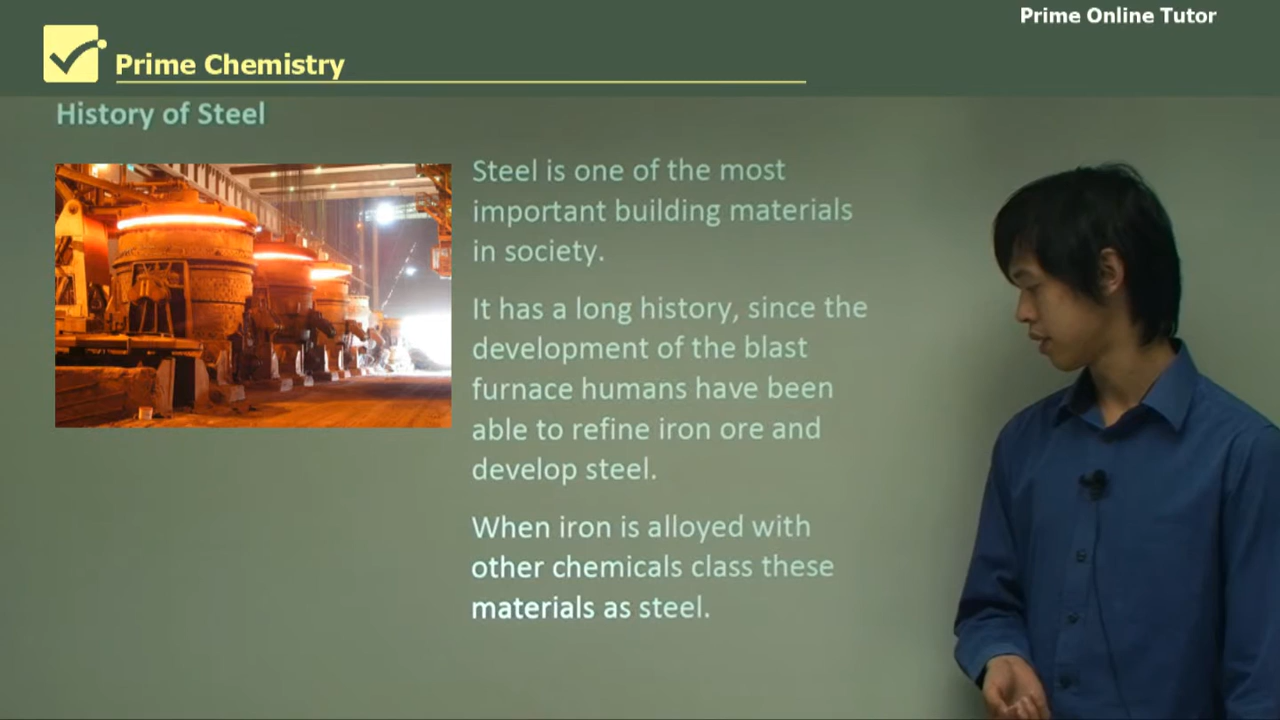 Prime Online Tutor
Prime Chemistry
History of Steel
Steel is one of the most
important building materials
in society.
It has a long history, since the
development of the blast
furnace humans have been
able to refine iron ore and
develop steel.
When iron is alloyed with
other chemicals class these
materials as steel.